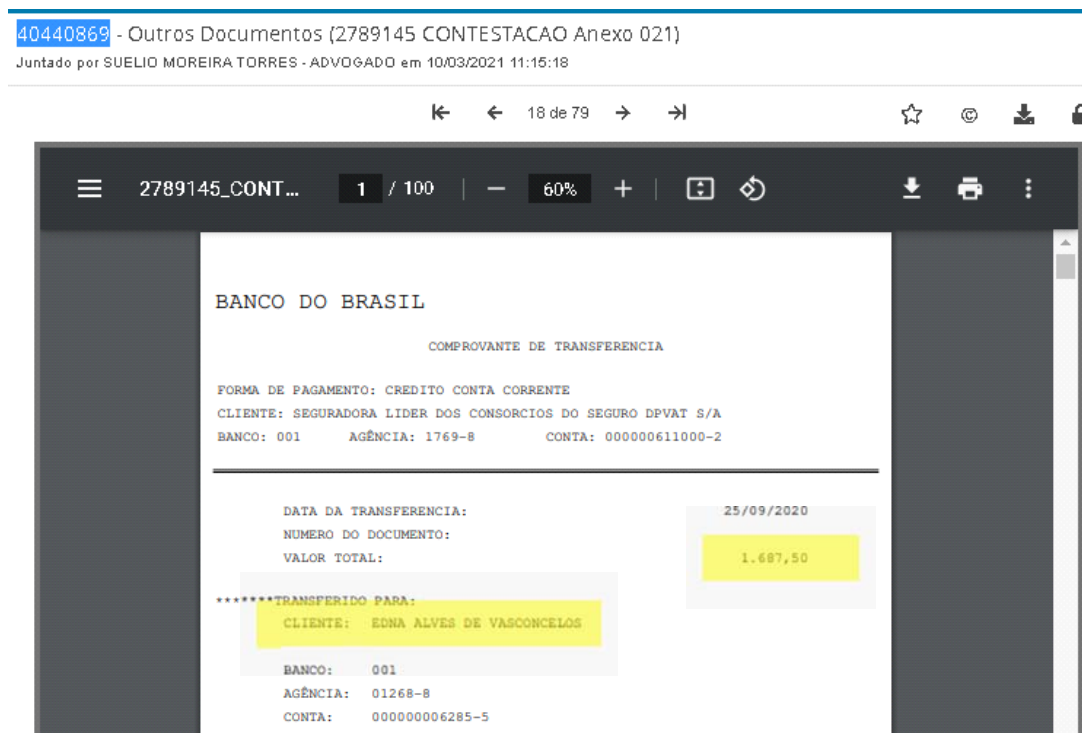 40440869 - Outros Documentos (2789145 CONTESTACAO Anexo 021)
Juntado por SUELIO MOREIRA TORRES - ADVOGADO em 10/03/2021 11:15:18
18 de 79
2789145_CONT... 1 / 100 60%
BANCO DO BRASIL
COMPROVANTE DE TRANSFERENCIA
FORMA DE PAGAMENTO: CREDITO CONTA CORRENTE
CLIENTE: SEGURADORA LIDER DOS CONSORCIOS DO SEGURO DPVAT S/A
BANCO: 001 AGÊNCIA: 1769-8 CONTA: 000000611000-2
DATA DA TRANSFERENCIA: 25/09/2020
NUMERO DO DOCUMENTO:
VALOR TOTAL: 1.687,50
*******TRANSFERIDO PARA:
CLIENTE: EDNA ALVES DE VASCONCELOS
BANCO: 001
AGÊNCIA: 01268-8
CONTA: 000000006285-5